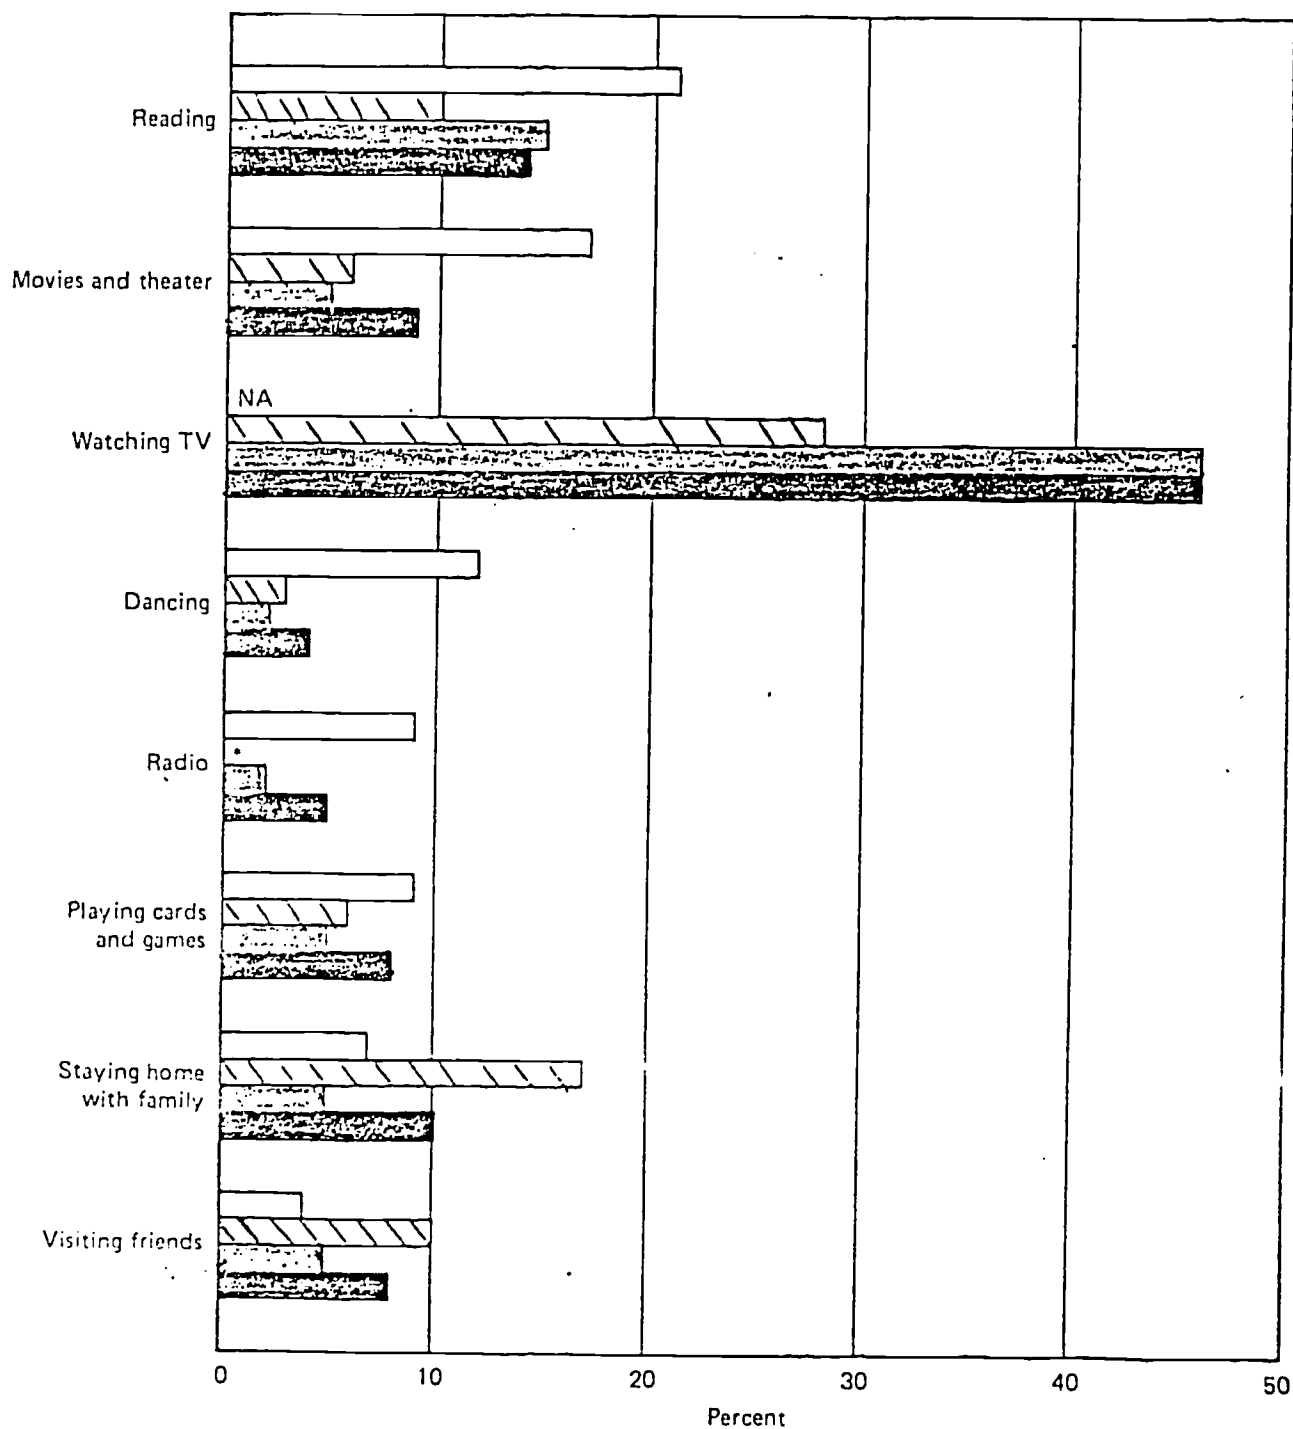 Reading
Movies and theater
NA
Watching TV
Dancing
*
Radio
Playing cards
and games
Staying home
with family
Visiting friends
0 10 20 30 40 50
Percent